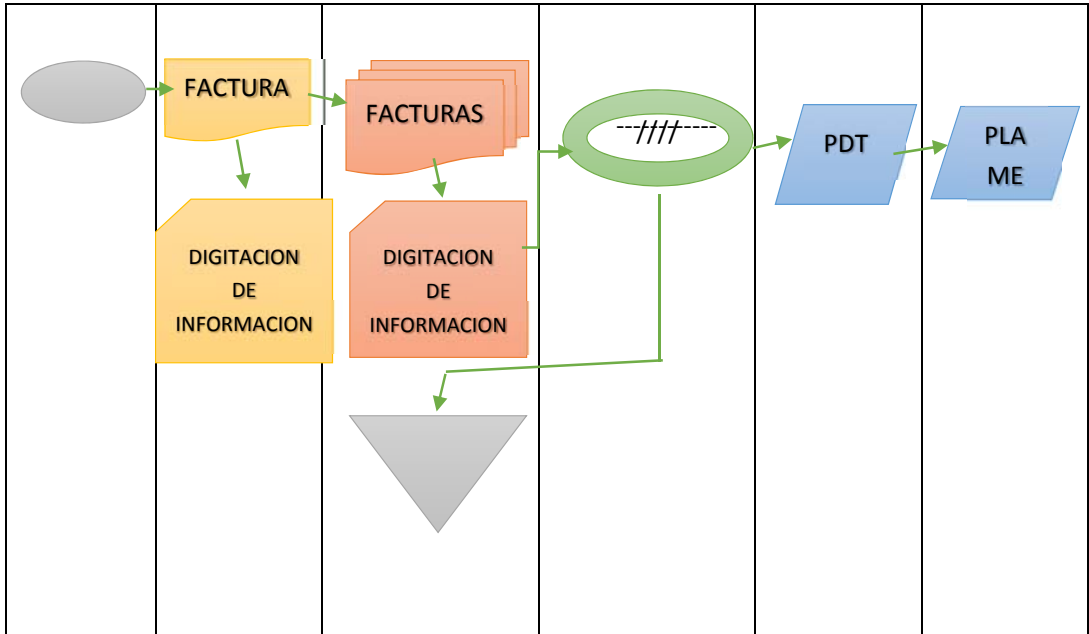 FACTURA
FACTURAS
---////-----
PDT
PLA
ME
DIGITACION
DE
INFORMACION
DIGITACION
DE
INFORMACION